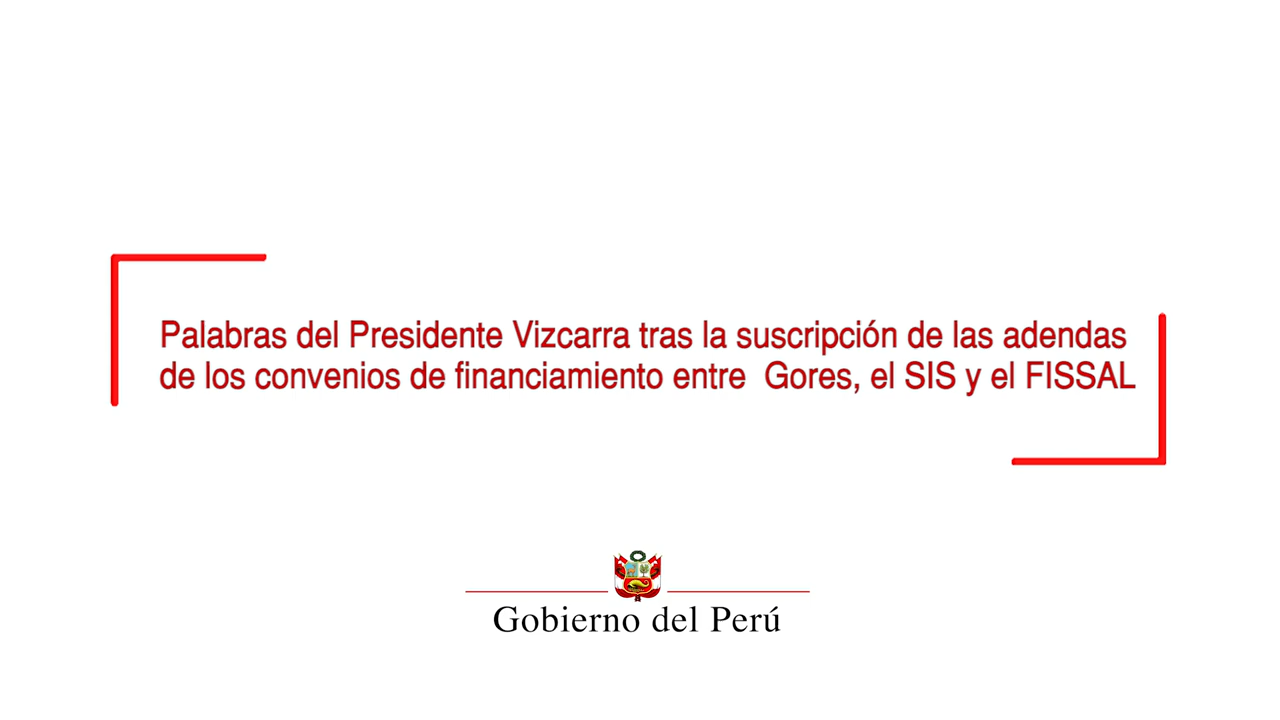 Palabras del Presidente Vizcarra tras la suscripción de las adendas
de los convenios de financiamiento entre  Gores, el SIS y el FISSAL
Gobierno del Perú